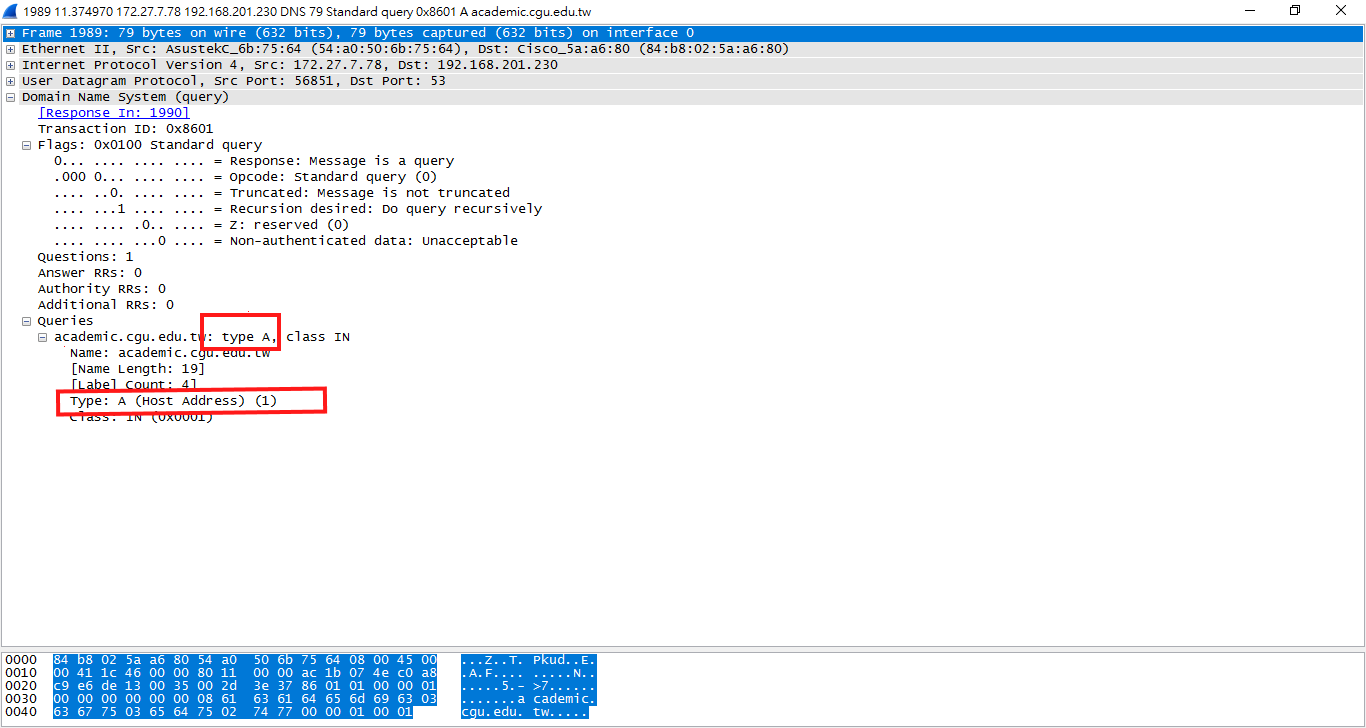 1989 11.374970 172.27.7.78 192.168.201.230 DNS 79 Standard query 0x8601 A academic.cgu.edu.tw
Frame 1989: 79 bytes on wire (632 bits), 79 bytes captured (632 bits) on interface 0
Ethernet II, Src: AsustekC_6b:75:64 (54:a0:50:6b:75:64), Dst: Cisco_5a:a6:80 (84:b8:02:5a:a6:80)
Internet Protocol Version 4, Src: 172.27.7.78, Dst: 192.168.201.230
User Datagram Protocol, Src Port: 56851, Dst Port: 53
Domain Name System (query)
[Response In: 1990]
Transaction ID: 0x8601
Flags: 0x0100 Standard query
0... .... .... .... = Response: Message is a query
.000 0... .... .... = Opcode: Standard query (0)
.... ..0. .... .... = Truncated: Message is not truncated
.... ...1 .... .... = Recursion desired: Do query recursively
.... .... .0.. .... = Z: reserved (0)
.... .... ...0 .... = Non-authenticated data: Unacceptable
Questions: 1
Answer RRs: 0
Authority RRs: 0
Additional RRs: 0
Queries
academic.cgu.edu.tw: type A, class IN
Name: academic.cgu.edu.tw
[Name Length: 19]
[Label Count: 4]
Type: A (Host Address) (1)
Class: IN (0x0001)
0000 84 b8 02 5a a6 80 54 a0 50 6b 75 64 08 00 45 00 ...Z..T. Pkud..E.
0010 00 41 1c 46 00 00 80 11 00 00 ac 1b 07 4e c0 a8 .A.F.... .....N..
0020 c9 e6 de 13 00 35 00 2d 3e 37 86 01 01 00 00 01 .....5.- >7......
0030 00 00 00 00 00 00 08 61 63 61 64 65 6d 69 63 03 .......a cademic.
0040 63 67 75 03 65 64 75 02 74 77 00 00 01 00 01 cgu.edu. tw.....